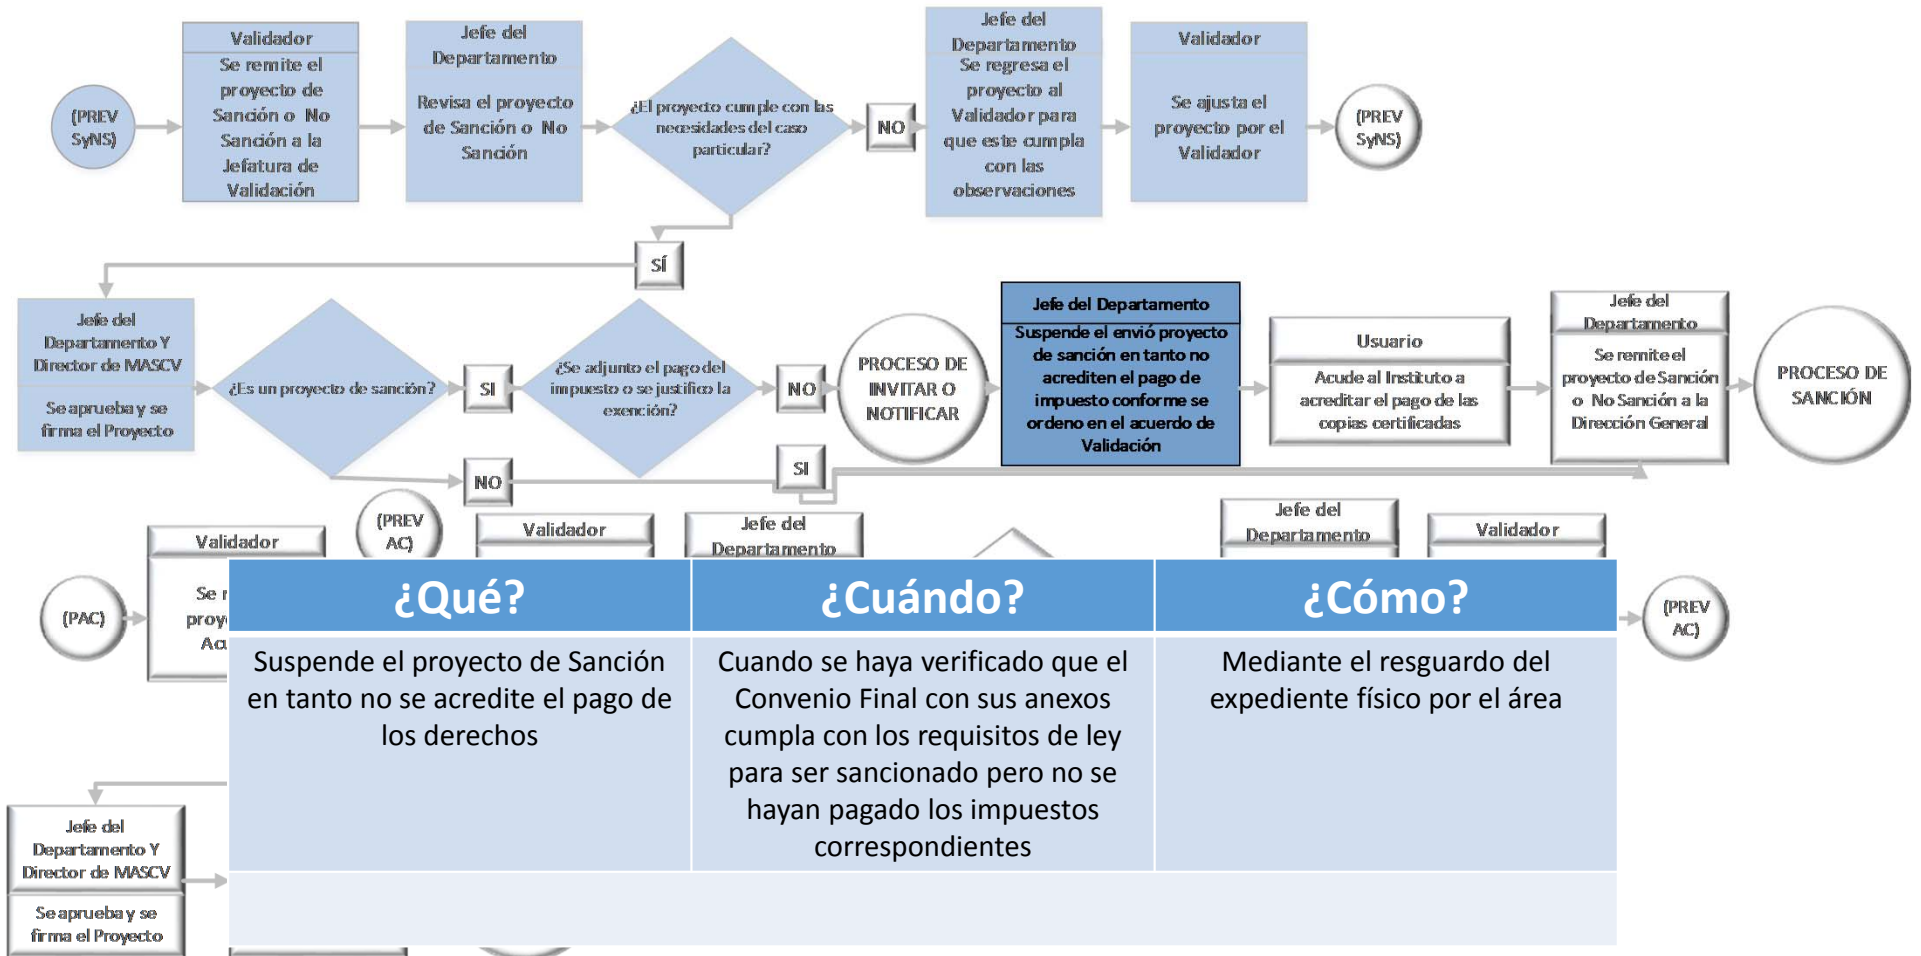 (PREV
SyNS)
Validador
Se remite el
proyecto de
Sanción o No
Sanción a la
Jefatura de
Validación
Jefe del
Departamento
Revisa el proyecto
de Sanción o No
Sanción
¿El proyecto cumple con las
necesidades del caso
particular?
NO
Jefe del
Departamento
Se regresa el
proyecto al
Validador para
que este cumpla
con las
observaciones
Validador
Se ajusta el
proyecto por el
Validador
(PREV
SyNS)
SÍ
Jefe del
Departamento Y
Director de MASCV
Se aprueba y se
firma el Proyecto
¿Es un proyecto de sanción?
SI
¿Se adjunto el pago del
impuesto o se justifico la
exención?
NO
PROCESO DE
INVITAR O
NOTIFICAR
Jefe del Departamento
Suspende el envió proyecto
de sanción en tanto no
acrediten el pago de
impuesto conforme se
ordeno en el acuerdo de
Validación
Usuario
Acude al Instituto a
acreditar el pago de las
copias certificadas
Jefe del
Departamento
Se remite el
proyecto de Sanción
o No Sanción a la
Dirección General
PROCESO DE
SANCIÓN
NO
SI
(PAC)
Validador
Se r
proy
Acu
(PREV
AC)
Validador
Jefe del
Departamento
Jefe del
Departamento
Validador
(PREV
AC)
¿Qué?
¿Cuándo?
¿Cómo?
Suspende el proyecto de Sanción
en tanto no se acredite el pago de
los derechos
Cuando se haya verificado que el
Convenio Final con sus anexos
cumpla con los requisitos de ley
para ser sancionado pero no se
hayan pagado los impuestos
correspondientes
Mediante el resguardo del
expediente físico por el área
Jefe del
Departamento Y
Director de MASCV
Se aprueba y se
firma el Proyecto